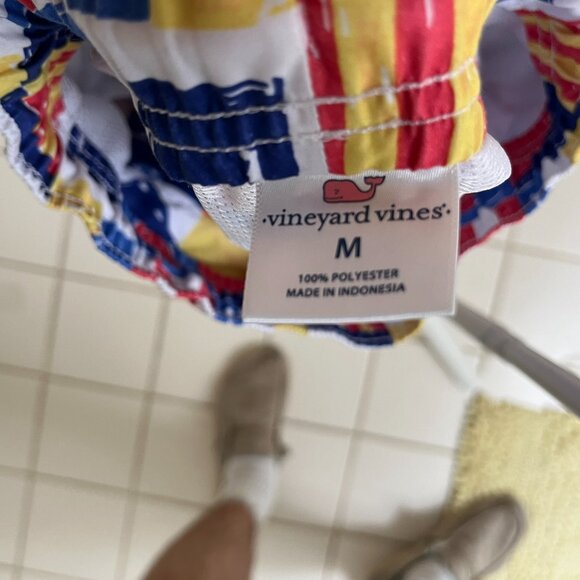 vineyard vines®
M
100% POLYESTER
MADE IN INDONESIA